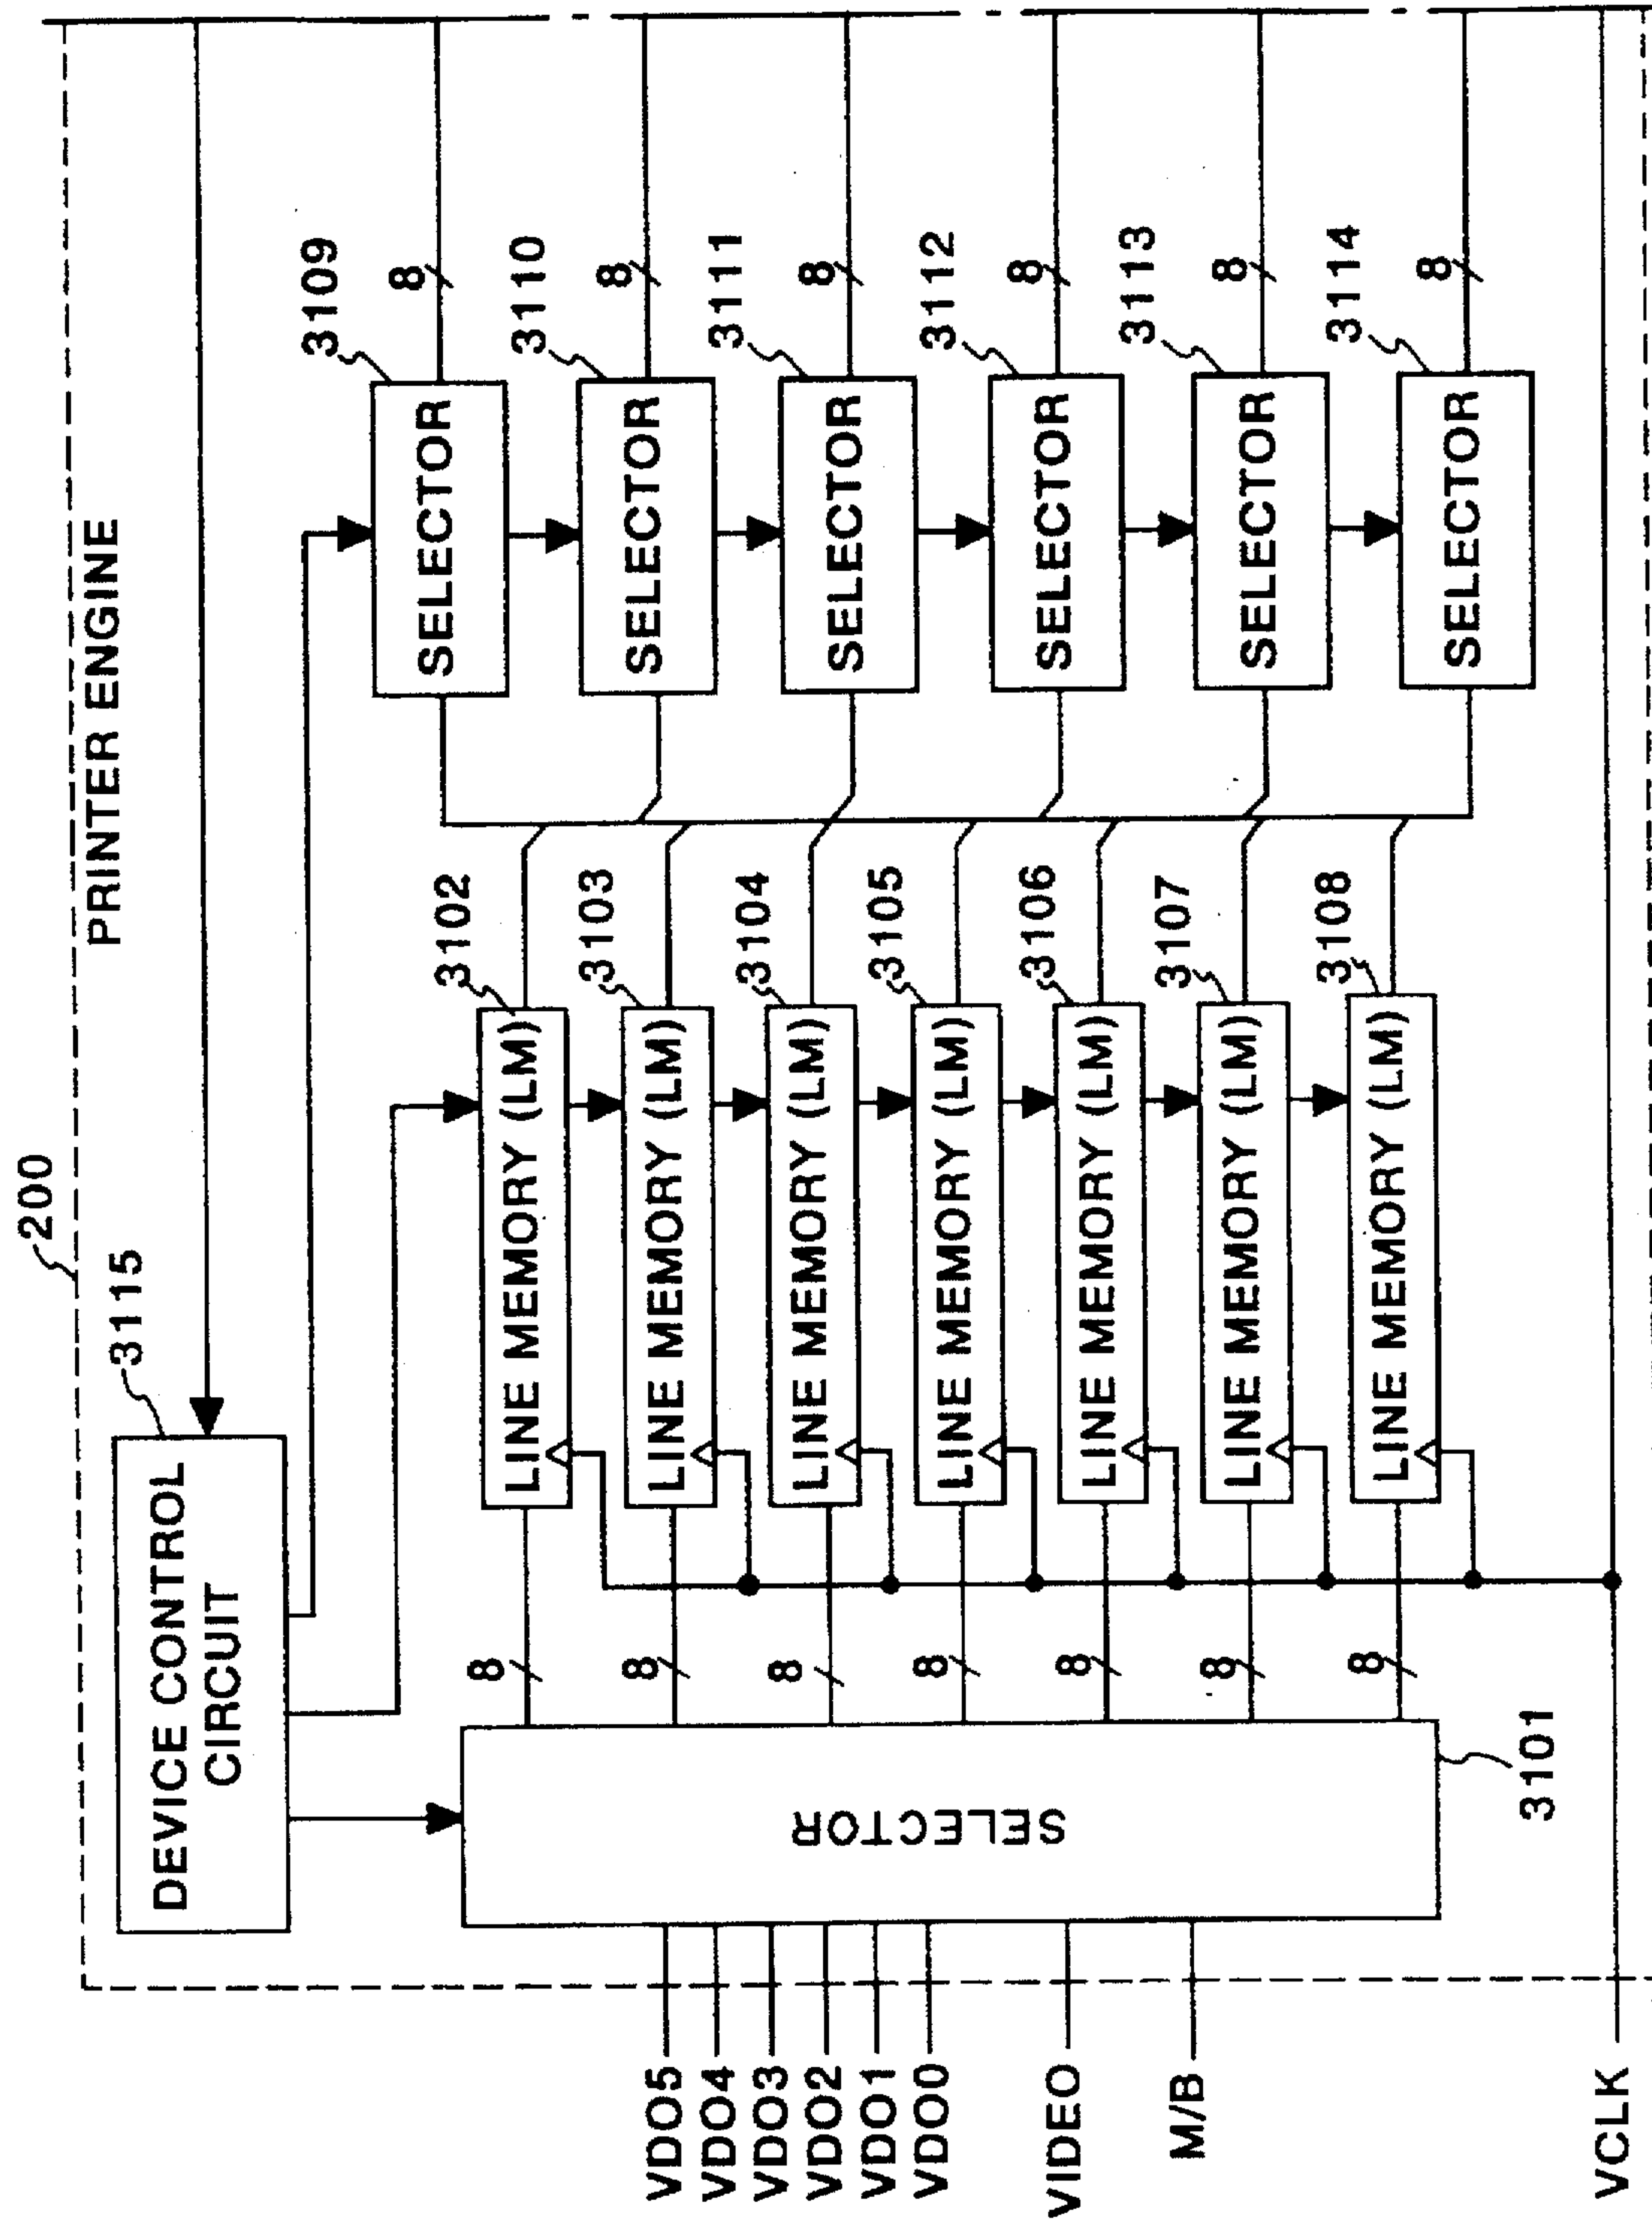 200
PRINTER ENGINE
3115
DEVICE CONTROL
CIRCUIT
3109
SELECTOR
8
3110
SELECTOR
8
3111
SELECTOR
8
3112
SELECTOR
8
3113
SELECTOR
8
3114
SELECTOR
8
3102
8
LINE MEMORY (LM)
3103
8
LINE MEMORY (LM)
3104
8
LINE MEMORY (LM)
3105
8
LINE MEMORY (LM)
3106
8
LINE MEMORY (LM)
3107
8
LINE MEMORY (LM)
3108
8
LINE MEMORY (LM)
SELECTOR
3101
VDO5
VDO4
VDO3
VDO2
VDO1
VDO0
VIDEO
M/B
VCLK